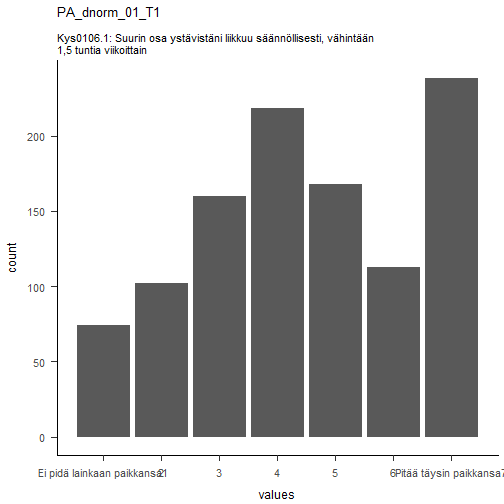 PA_dnorm_01_T1
Kys0106.1: Suurin osa ystävistäni liikkuu säännöllisesti, vähintään
1,5 tuntia viikoittain
200
150
100
50
0
count
Ei pidä lainkaan paikkansa1 2 3 4 5 6 Pitää täysin paikkansa7
values